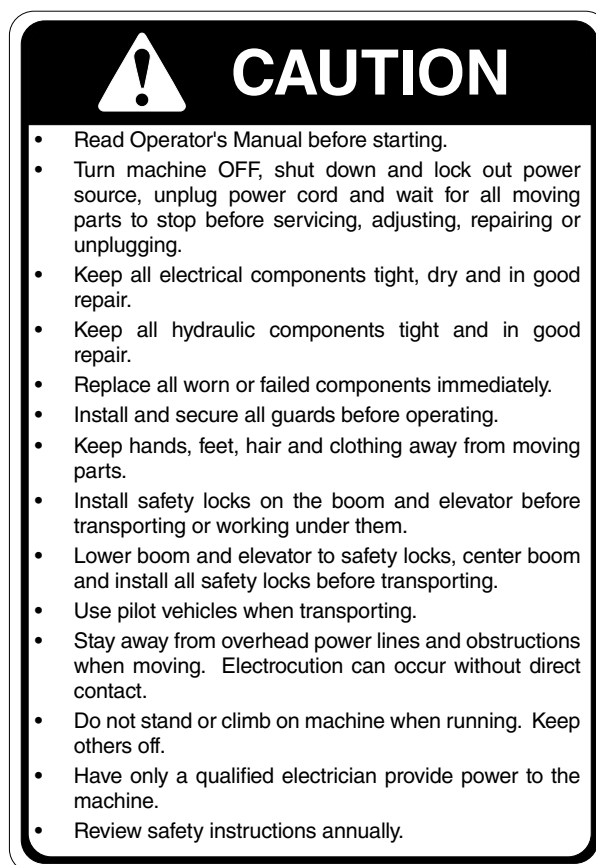 CAUTION
• Read Operator's Manual before starting.
• Turn machine OFF, shut down and lock out power
source, unplug power cord and wait for all moving
parts to stop before servicing, adjusting, repairing or
unplugging.
• Keep all electrical components tight, dry and in good
repair.
• Keep all hydraulic components tight and in good
repair.
• Replace all worn or failed components immediately.
• Install and secure all guards before operating.
• Keep hands, feet, hair and clothing away from moving
parts.
• Install safety locks on the boom and elevator before
transporting or working under them.
• Lower boom and elevator to safety locks, center boom
and install all safety locks before transporting.
• Use pilot vehicles when transporting.
• Stay away from overhead power lines and obstructions
when moving. Electrocution can occur without direct
contact.
• Do not stand or climb on machine when running. Keep
others off.
• Have only a qualified electrician provide power to the
machine.
• Review safety instructions annually.